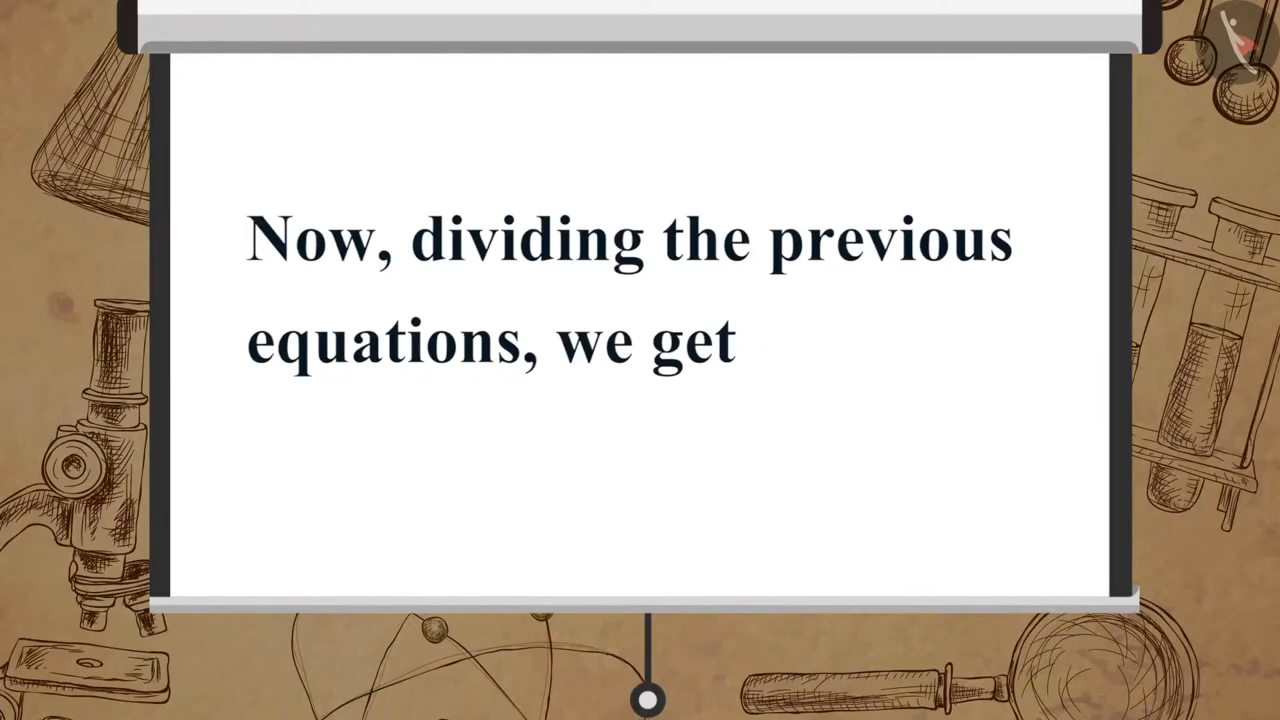 Now, dividing the previous
equations, we get